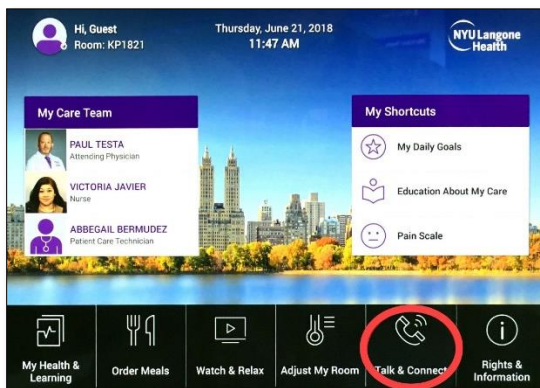 Hi, Guest
Room: KP1821
Thursday, June 21, 2018
11:47 AM
NYU Langone
Health
My Care Team
PAUL TESTA
Attending Physician
VICTORIA JAVIER
Nurse
ABBEGAIL BERMUDEZ
Patient Care Technician
My Shortcuts
My Daily Goals
Education About My Care
Pain Scale
My Health &
Learning
Order Meals
Watch & Relax
Adjust My Room
Talk & Connect
Rights &
Information